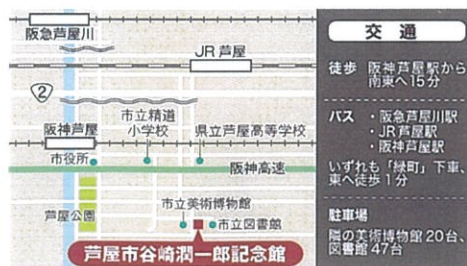 阪急芦屋川
JR 芦屋
2
市立精道
小学校
阪神芦屋
県立芦屋高等学校
市役所
阪神高速
芦屋公園
市立美術博物館
市立図書館
芦屋市谷崎潤一郎記念館
交 通
徒歩 阪神芦屋駅から
南東へ15分
バス ・阪急芦屋川駅
・JR芦屋駅
・阪神芦屋駅
いずれも「緑町」下車、
東へ徒歩1分
駐車場
隣の美術博物館20台、
図書館 47台